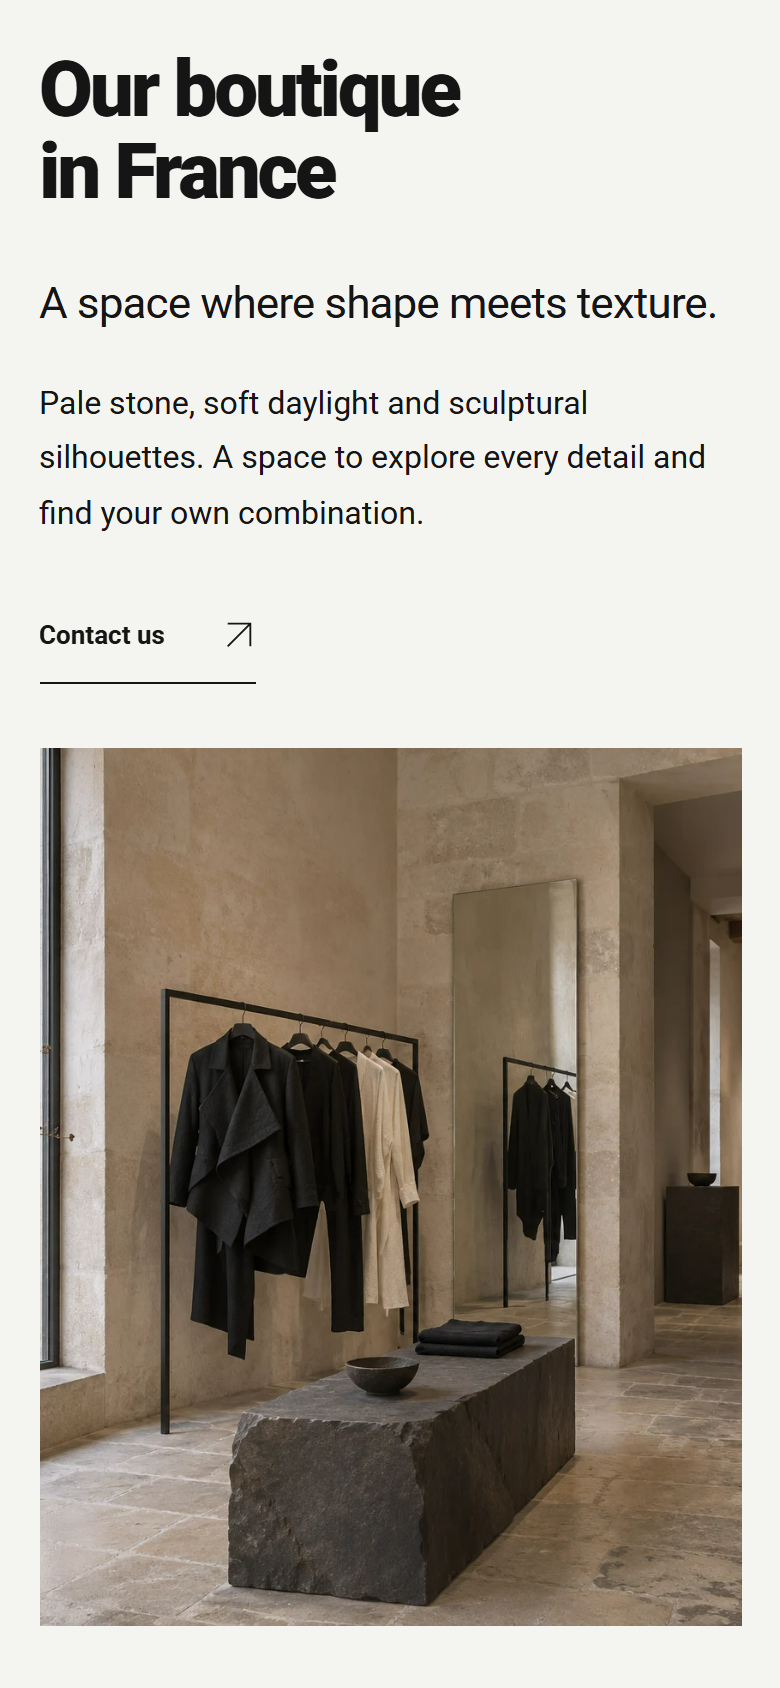 Our boutique
in France
A space where shape meets texture.
Pale stone, soft daylight and sculptural
silhouettes. A space to explore every detail and
find your own combination.
Contact us